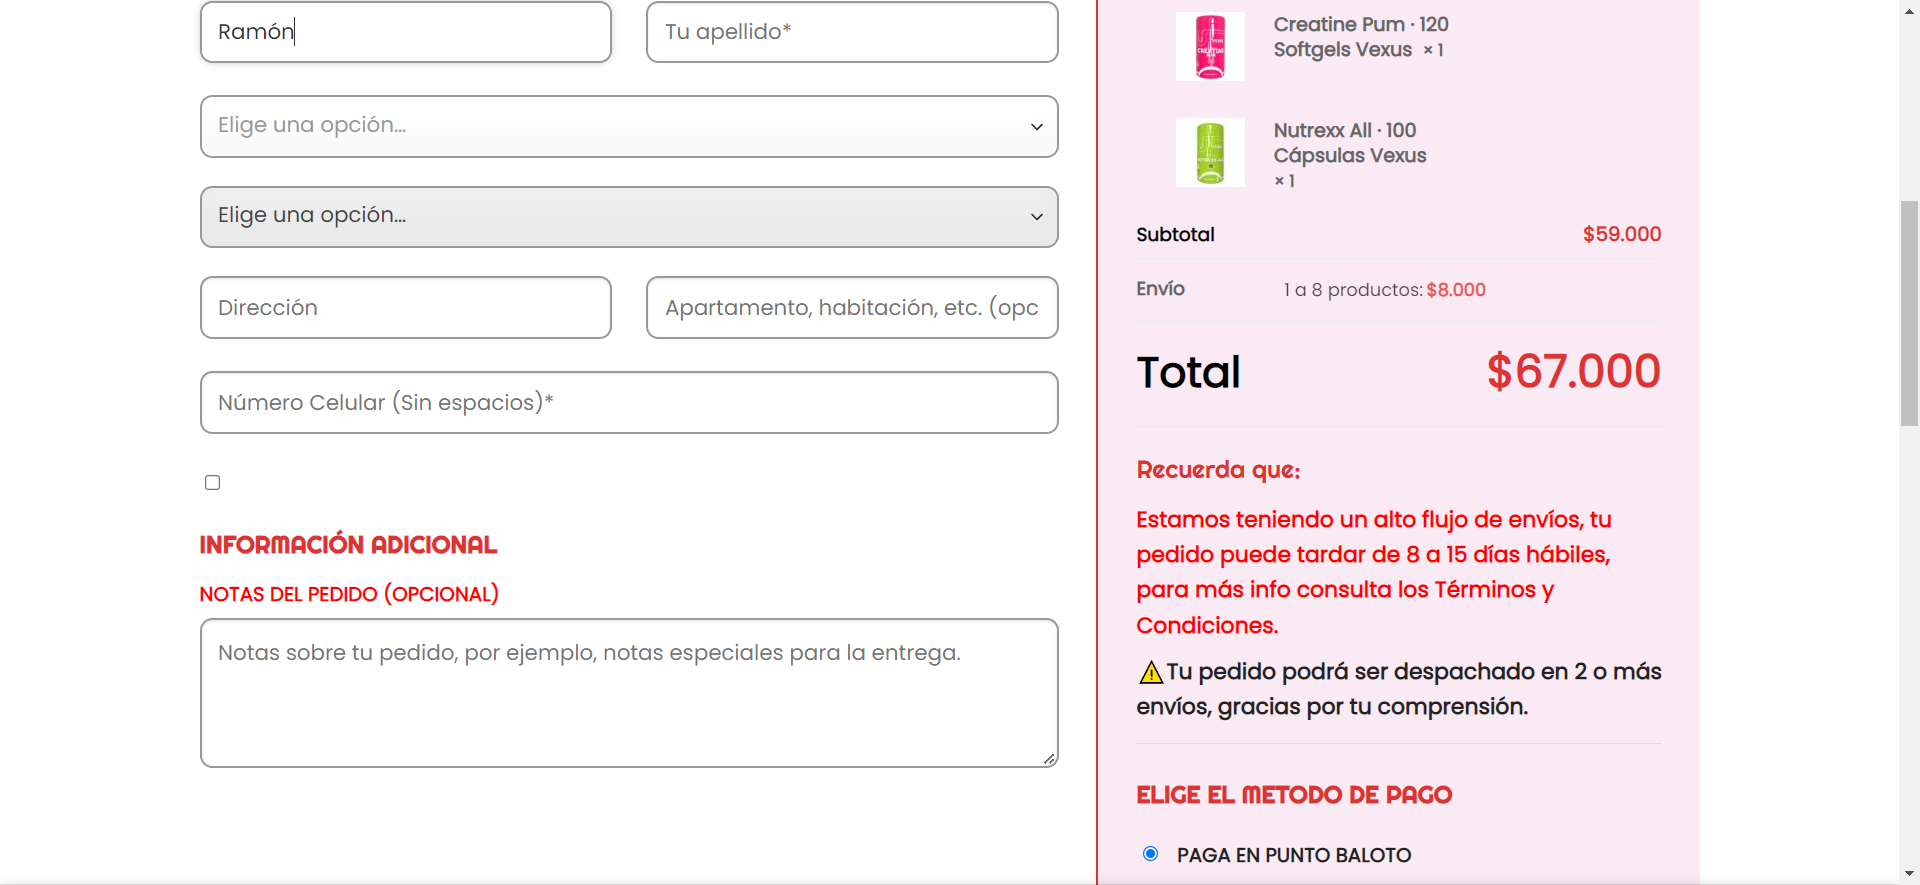 Ramón
Tu apellido*
Elige una opción...
Elige una opción...
Dirección
Apartamento, habitación, etc. (opc
Número Celular (Sin espacios)*
INFORMACIÓN ADICIONAL
NOTAS DEL PEDIDO (OPCIONAL)
Notas sobre tu pedido, por ejemplo, notas especiales para la entrega.
CREATINE
Creatine Pum · 120
Softgels Vexus × 1
Nutrexx All · 100
Cápsulas Vexus
× 1
Subtotal $59.000
Envío 1 a 8 productos: $8.000
Total $67.000
Recuerda que:
Estamos teniendo un alto flujo de envíos, tu
pedido puede tardar de 8 a 15 días hábiles,
para más info consulta los Términos y
Condiciones.
⚠Tu pedido podrá ser despachado en 2 o más
envíos, gracias por tu comprensión.
ELIGE EL METODO DE PAGO
PAGA EN PUNTO BALOTO